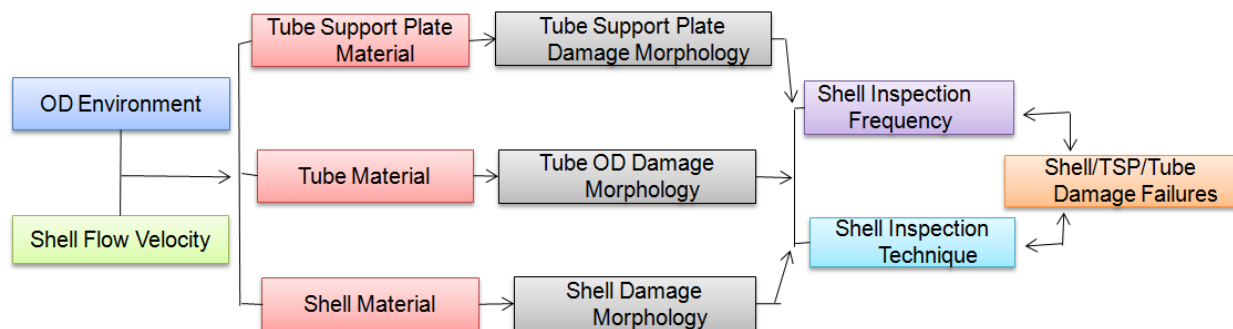 Tube Support Plate
Material
Tube Support Plate
Damage Morphology
OD Environment
Shell Inspection
Frequency
Tube Material
Tube OD Damage
Morphology
Shell/TSP/Tube
Damage Failures
Shell Flow Velocity
Shell Inspection
Technique
Shell Material
Shell Damage
Morphology